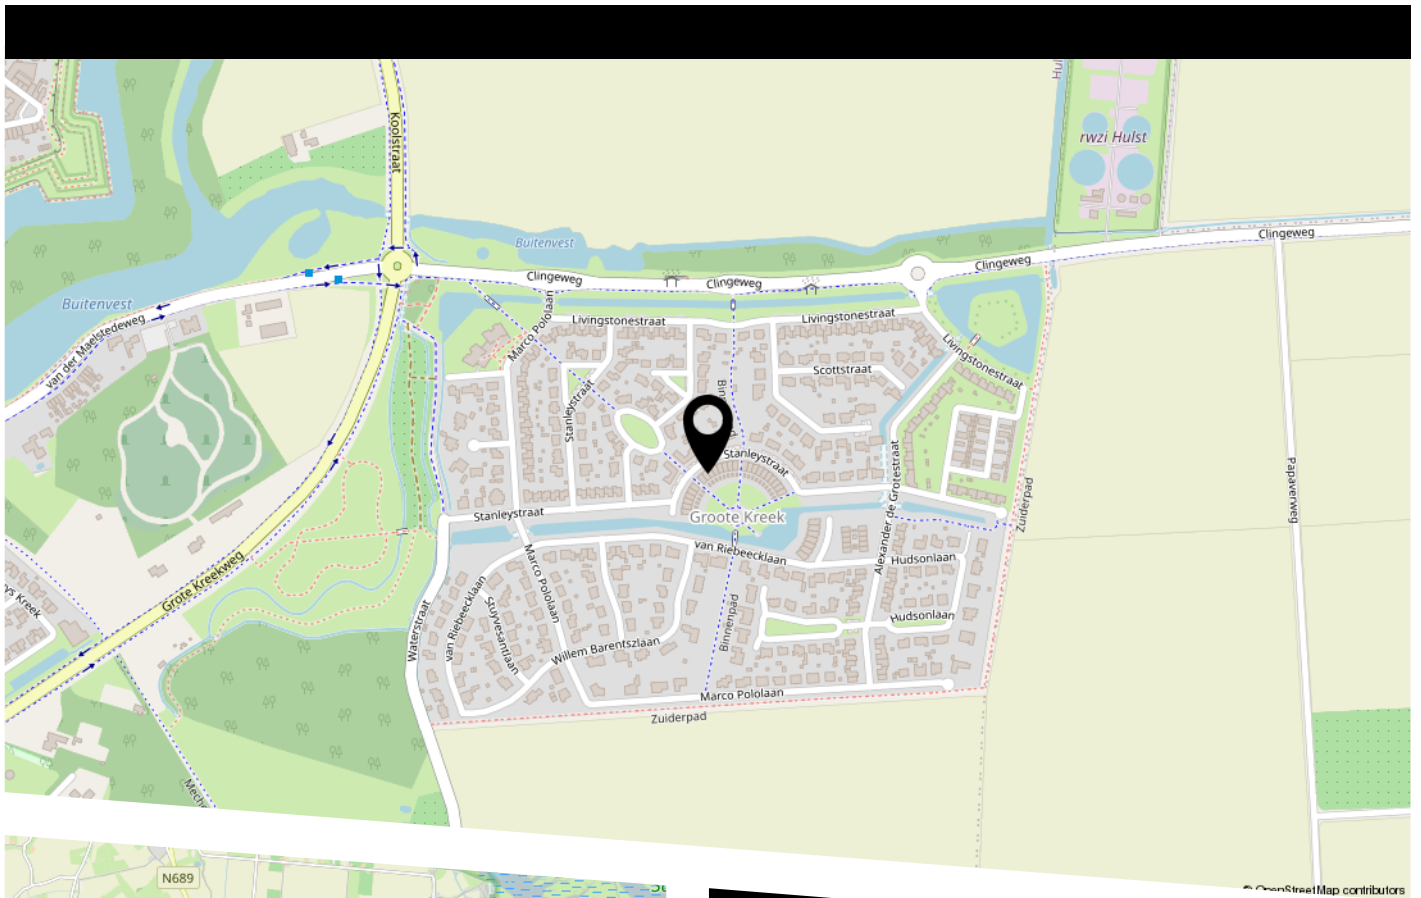 Koolstraat
rwzi Hulst
Clingeweg
Buitenvest
Clingeweg
Clingeweg
Clingeweg
Buitenvest
van der Maelstedeweg
Marco Pololaan
Livingstonestraat
Livingstonestraat
Livingstonestraat
Scottstraat
Stanleystraat
Stanleystraat
Alexander de Grotestraat
Papaverweg
Zuiderpad
Stanleystraat
Groote Kreek
van Riebeecklaan
Hudsonlaan
Grote Kreekweg
Marco Pololaan
van Riebeecklaan
Stuyvesantlaan
Waterstraat
Binnenpad
Hudsonlaan
Willem Barentszlaan
Marco Pololaan
Zuiderpad
Kreek
N689
© OpenStreetMap contributors